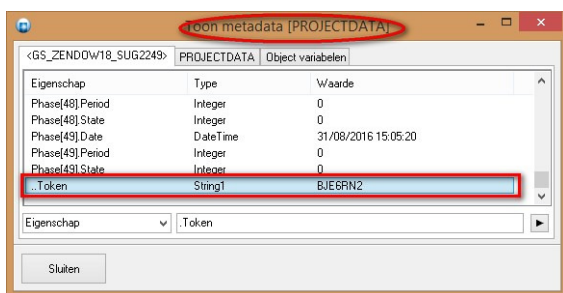 Toon metadata [PROJECTDATA]
<GS_ZENDOW18_SUG2249> PROJECTDATA Object variabelen
Eigenschap Type Waarde
Phase[48].Period Integer 0
Phase[48].State Integer 0
Phase[49].Date DateTime 31/08/2016 15:05:20
Phase[49].Period Integer 0
Phase[49].State Integer 0
..Token String1 BJE6RN2
Eigenschap .Token
Sluiten